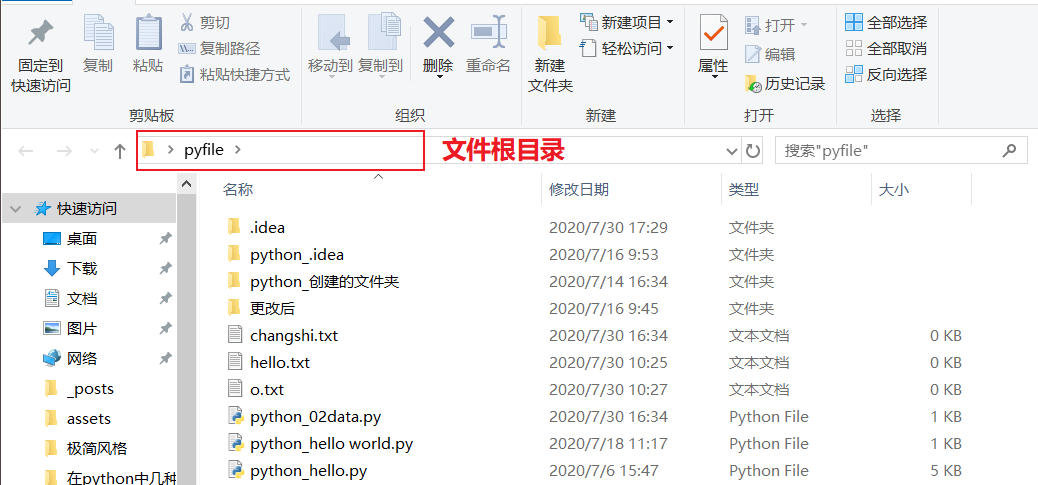 固定到
快速访问
复制
粘贴
剪切
复制路径
粘贴快捷方式
剪贴板
移动到
复制到
删除
重命名
组织
新建
文件夹
新建项目
轻松访问
新建
属性
打开
编辑
历史记录
打开
全部选择
全部取消
反向选择
选择
pyfile
文件根目录
搜索"pyfile"
名称 修改日期 类型 大小
快速访问
桌面
下载
文档
图片
网络
_posts
assets
极简风格
在python中几种
.idea 2020/7/30 17:29 文件夹
python_.idea 2020/7/16 9:53 文件夹
python_创建的文件夹 2020/7/14 16:34 文件夹
更改后 2020/7/16 9:45 文件夹
changshi.txt 2020/7/30 16:34 文本文档 0 KB
hello.txt 2020/7/30 10:25 文本文档 0 KB
o.txt 2020/7/30 10:27 文本文档 0 KB
python_02data.py 2020/7/30 16:34 Python File 1 KB
python_hello world.py 2020/7/18 11:17 Python File 1 KB
python_hello.py 2020/7/6 15:47 Python File 5 KB